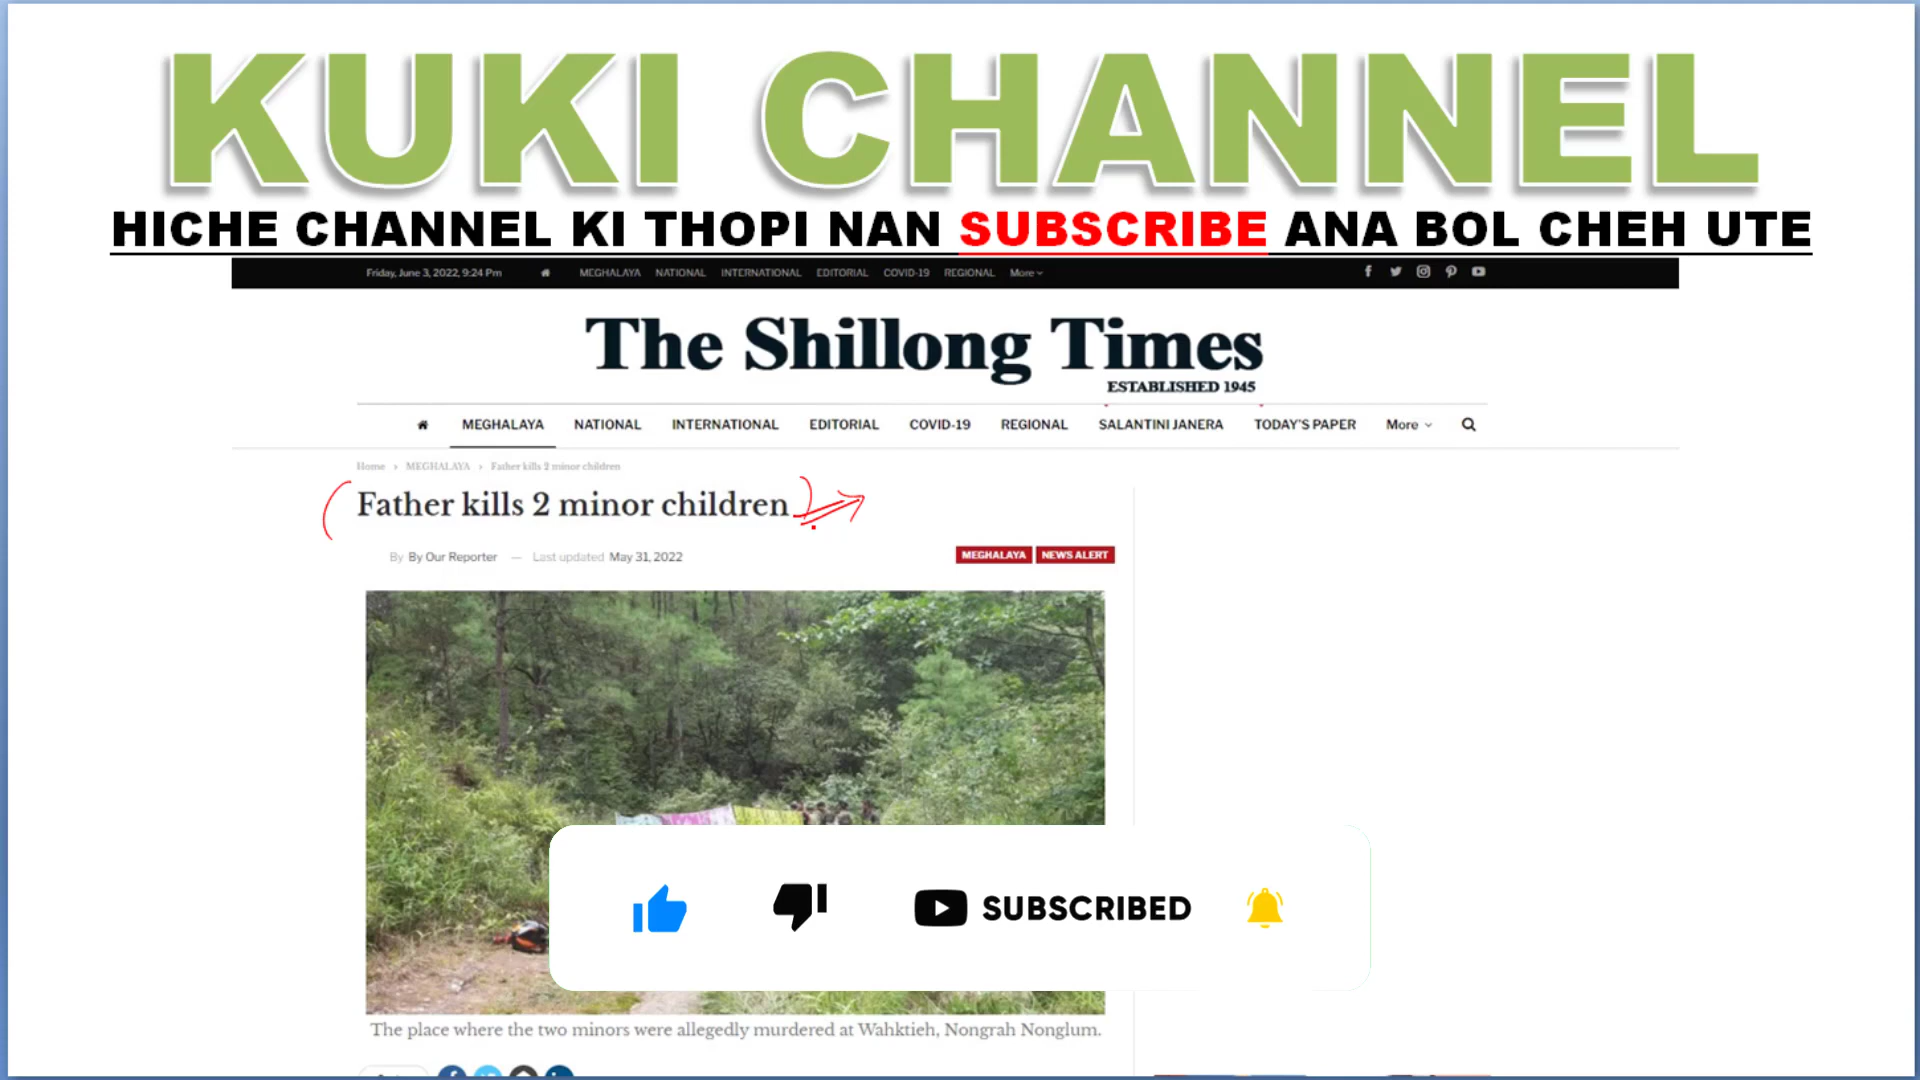 KUKI CHANNEL
HICHE CHANNEL KI THOPI NAN SUBSCRIBE ANA BOL CHEH UTE
Friday, June 3, 2022, 9:24 Pm MEGHALAYA NATIONAL INTERNATIONAL EDITORIAL COVID-19 REGIONAL More
The Shillong Times
ESTABLISHED 1945
MEGHALAYA NATIONAL INTERNATIONAL EDITORIAL COVID-19 REGIONAL SALANTINI JANERA TODAY'S PAPER More
Home › MEGHALAYA › Father kills 2 minor children
Father kills 2 minor children
By By Our Reporter — Last updated May 31, 2022
MEGHALAYA NEWS ALERT
SUBSCRIBED
The place where the two minors were allegedly murdered at Wahktieh, Nongrah Nonglum.